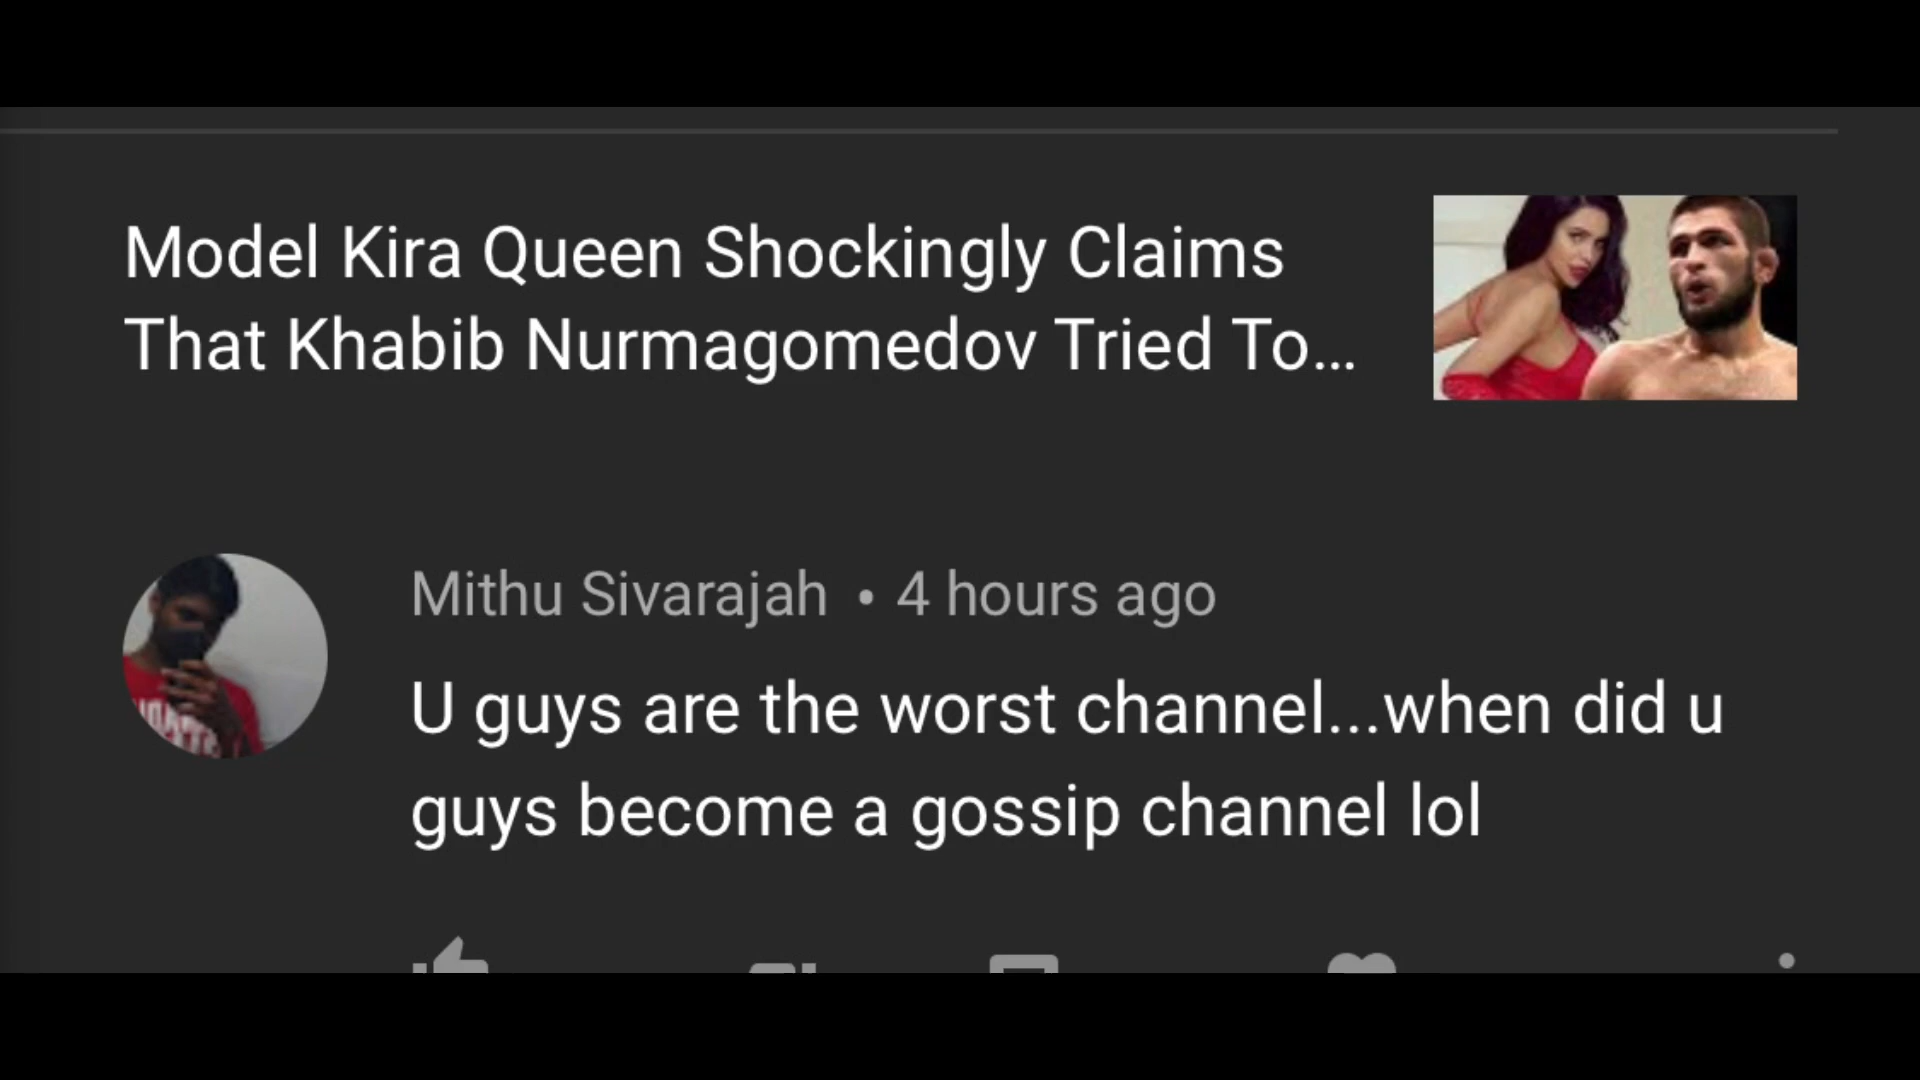 Model Kira Queen Shockingly Claims
That Khabib Nurmagomedov Tried To...
Mithu Sivarajah • 4 hours ago
U guys are the worst channel...when did u
guys become a gossip channel lol